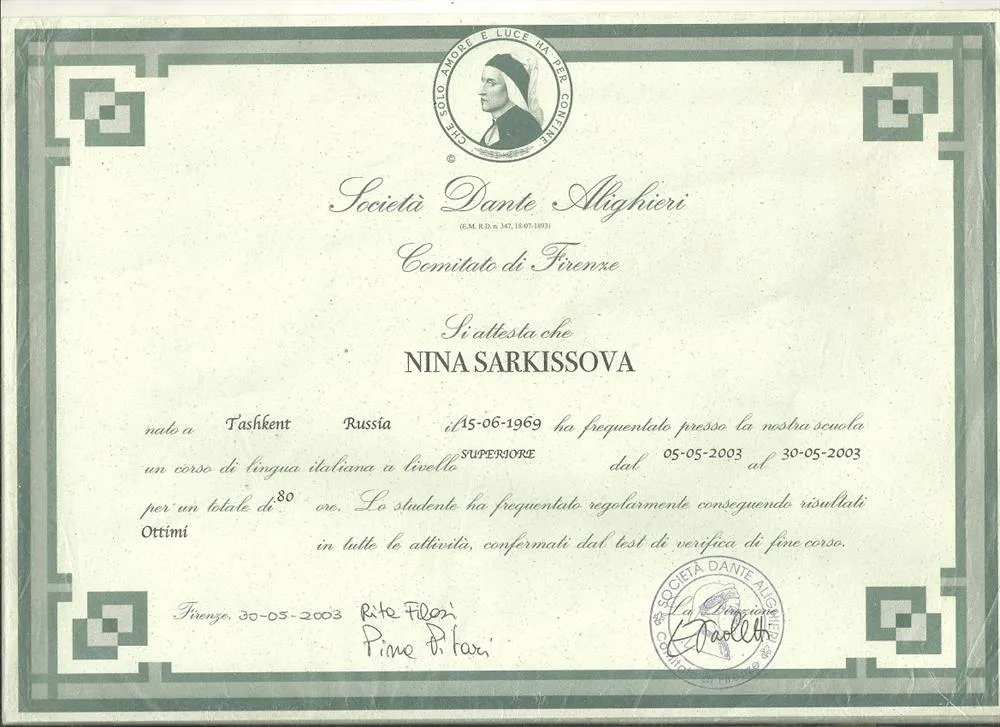 CHE SOLO AMORE E LUCE HA PER CONFINE
©
Società Dante Alighieri
(E.M. R.D. n. 347, 18-07-1893)
Comitato di Firenze
Si attesta che
NINA SARKISSOVA
nato a Tashkent Russia il 15-06-1969 ha frequentato presso la nostra scuola
un corso di lingua italiana a livello SUPERIORE dal 05-05-2003 al 30-05-2003
per un totale di 80 ore. Lo studente ha frequentato regolarmente conseguendo risultati
Ottimi in tutte le attività, confermati dal test di verifica di fine corso.
Firenze, 30-05-2003 Rita Filosi
Pina Pitari
La Direzione
SOCIETÀ DANTE ALIGHIERI
Comitato di Firenze